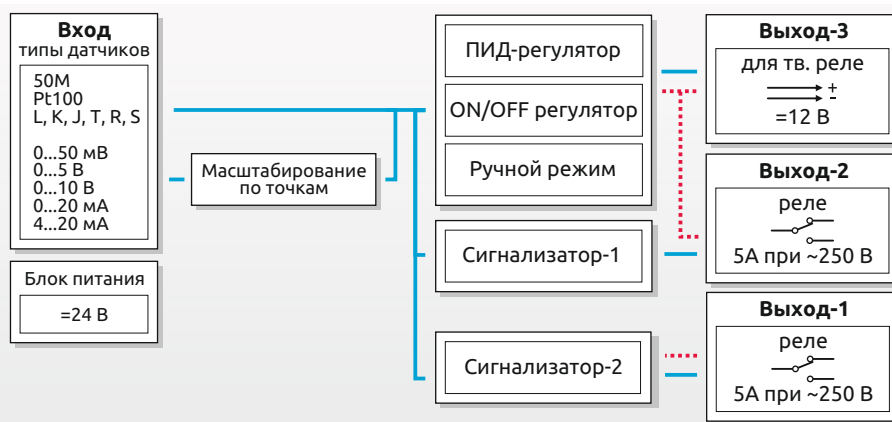 Вход
типы датчиков
50М
Pt100
L, K, J, T, R, S
0...50 мВ
0...5 В
0...10 В
0...20 мА
4...20 мА
Блок питания
=24 В
Масштабирование
по точкам
ПИД-регулятор
ON/OFF регулятор
Ручной режим
Сигнализатор-1
Сигнализатор-2
Выход-3
для тв. реле
+
-
=12 В
Выход-2
реле
5А при ~250 В
Выход-1
реле
5А при ~250 В